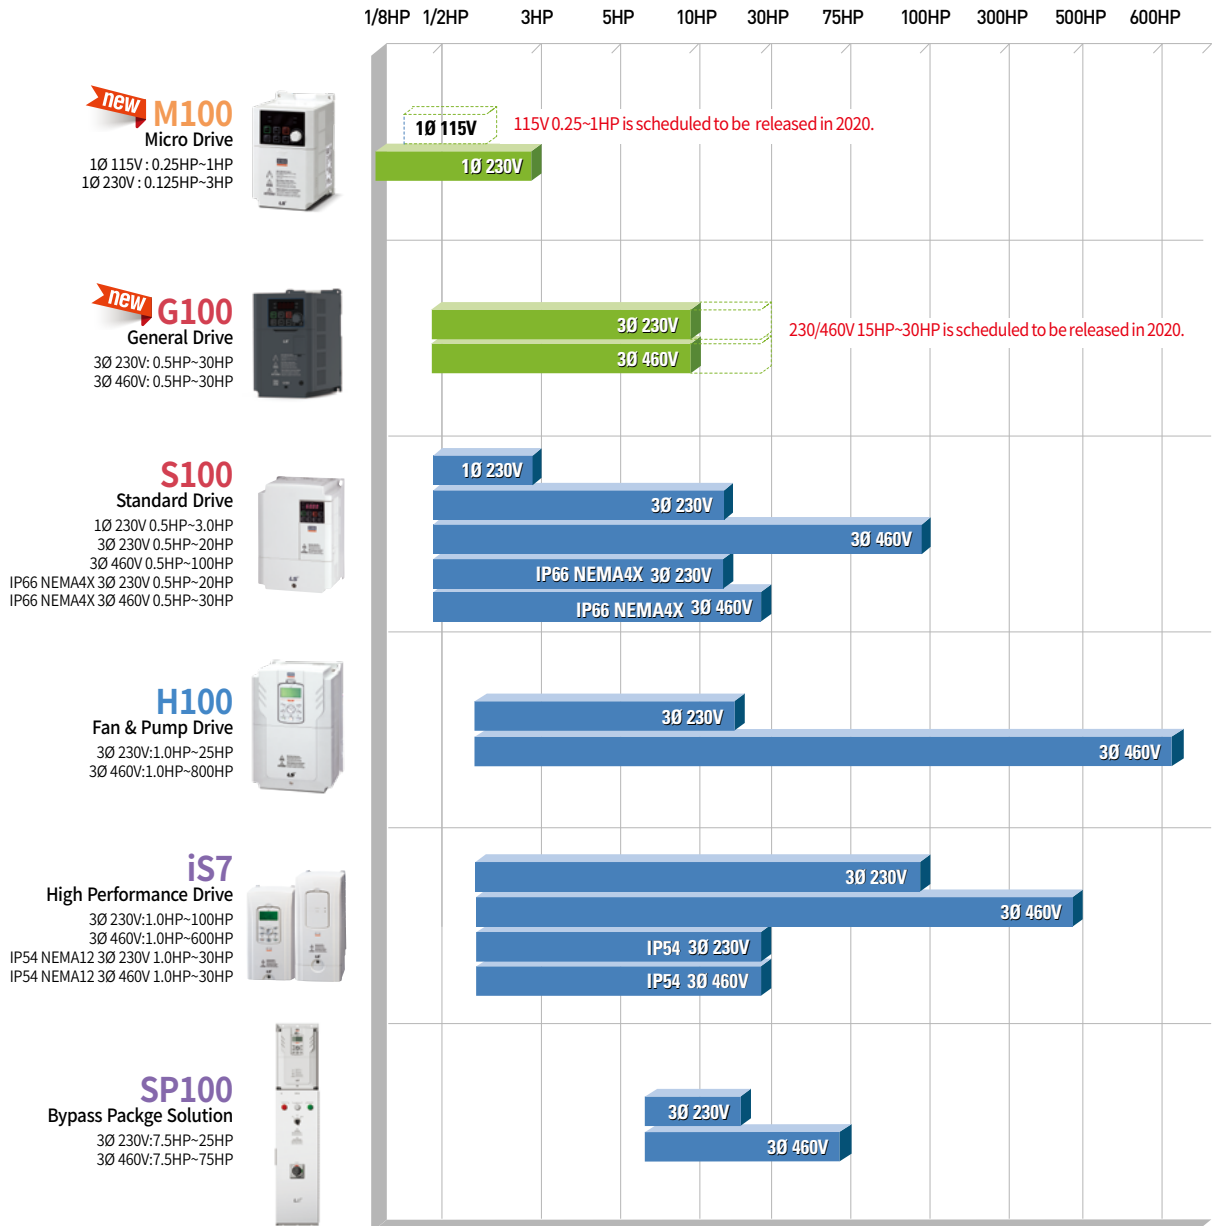 1/8HP 1/2HP 3HP 5HP 10HP 30HP 75HP 100HP 300HP 500HP 600HP
new
M100
Micro Drive
1Ø 115V : 0.25HP~1HP
1Ø 230V : 0.125HP~3HP
1Ø 115V
115V 0.25~1HP is scheduled to be released in 2020.
1Ø 230V
new
G100
General Drive
3Ø 230V: 0.5HP~30HP
3Ø 460V: 0.5HP~30HP
3Ø 230V
3Ø 460V
230/460V 15HP~30HP is scheduled to be released in 2020.
S100
Standard Drive
1Ø 230V 0.5HP~3.0HP
3Ø 230V 0.5HP~20HP
3Ø 460V 0.5HP~100HP
IP66 NEMA4X 3Ø 230V 0.5HP~20HP
IP66 NEMA4X 3Ø 460V 0.5HP~30HP
1Ø 230V
3Ø 230V
3Ø 460V
IP66 NEMA4X 3Ø 230V
IP66 NEMA4X 3Ø 460V
H100
Fan & Pump Drive
3Ø 230V:1.0HP~25HP
3Ø 460V:1.0HP~800HP
3Ø 230V
3Ø 460V
iS7
High Performance Drive
3Ø 230V:1.0HP~100HP
3Ø 460V:1.0HP~600HP
IP54 NEMA12 3Ø 230V 1.0HP~30HP
IP54 NEMA12 3Ø 460V 1.0HP~30HP
3Ø 230V
3Ø 460V
IP54 3Ø 230V
IP54 3Ø 460V
SP100
Bypass Packge Solution
3Ø 230V:7.5HP~25HP
3Ø 460V:7.5HP~75HP
3Ø 230V
3Ø 460V